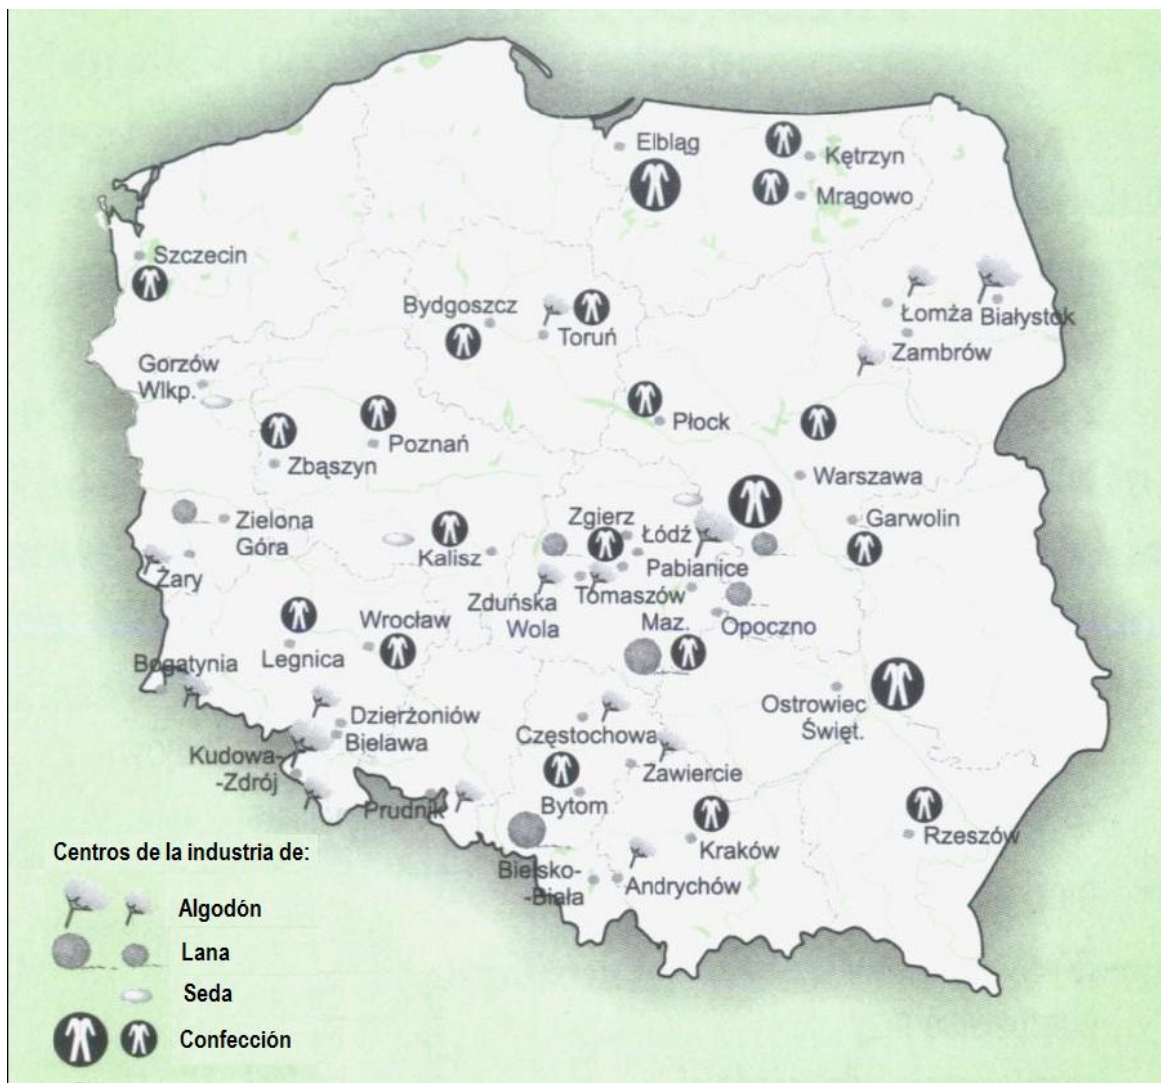 Elbląg
Kętrzyn
Mrągowo
Szczecin
Bydgoszcz
Toruń
Łomża
Białystok
Zambrów
Gorzów
Wlkp.
Płock
Poznań
Zbąszyn
Warszawa
Zielona
Góra
Zgierz
Łódź
Garwolin
Kalisz
Pabianice
Żary
Zduńska
Wola
Tomaszów
Maz.
Opoczno
Wrocław
Legnica
Bogatynia
Ostrowiec
Święt.
Dzierżoniów
Bielawa
Częstochowa
Kudowa-
-Zdrój
Zawiercie
Prudnik
Bytom
Kraków
Rzeszów
Bielsko-
-Biała
Andrychów
Centros de la industria de:
Algodón
Lana
Seda
Confección